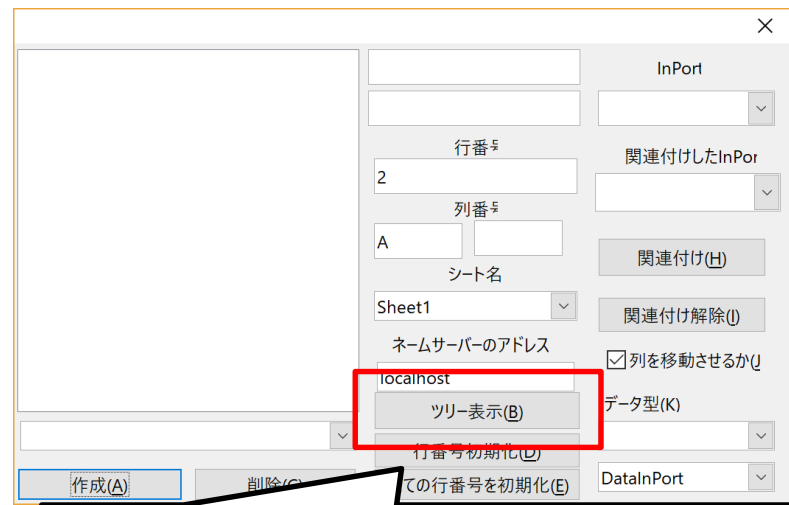 InPort
行番号
2
関連付けしたInPor
列番号
A
関連付け(H)
シート名
Sheet1
関連付け解除(I)
ネームサーバーのアドレス
列を移動させるか(J
localhost
ツリー表示(B)
データ型(K)
行番号初期化(D)
作成(A)
削除(C)
ての行番号を初期化(E)
DataInPort